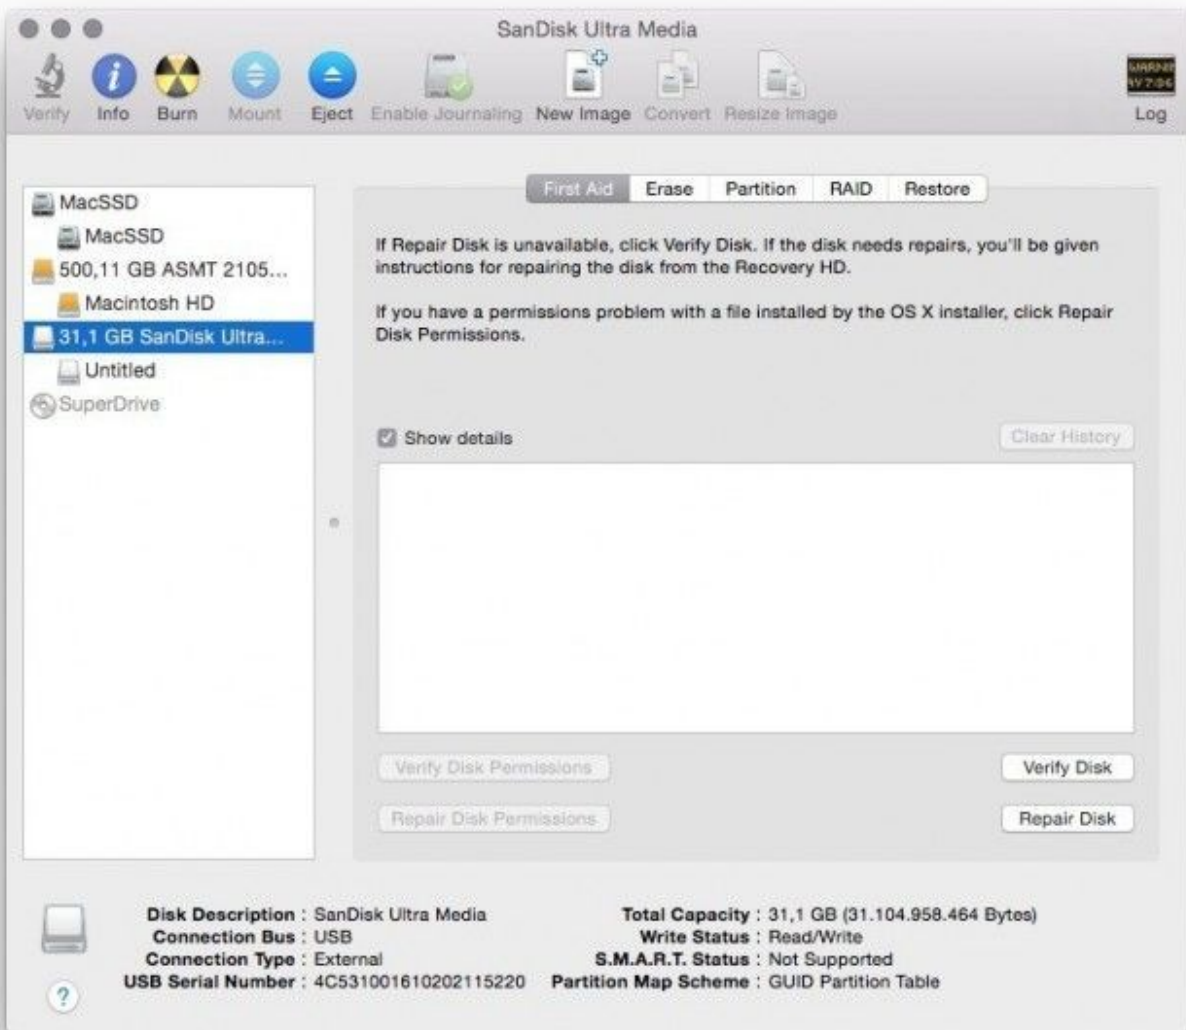 SanDisk Ultra Media
Verify Info Burn Mount Eject Enable Journaling New Image Convert Resize Image Log
MacSSD
MacSSD
500,11 GB ASMT 2105...
Macintosh HD
31,1 GB SanDisk Ultra...
Untitled
SuperDrive
First Aid Erase Partition RAID Restore
If Repair Disk is unavailable, click Verify Disk. If the disk needs repairs, you'll be given
instructions for repairing the disk from the Recovery HD.
If you have a permissions problem with a file installed by the OS X installer, click Repair
Disk Permissions.
Show details
Clear History
Verify Disk Permissions
Verify Disk
Repair Disk Permissions
Repair Disk
Disk Description : SanDisk Ultra Media
Connection Bus : USB
Connection Type : External
USB Serial Number : 4C531001610202115220
Total Capacity : 31,1 GB (31.104.958.464 Bytes)
Write Status : Read/Write
S.M.A.R.T. Status : Not Supported
Partition Map Scheme : GUID Partition Table
?